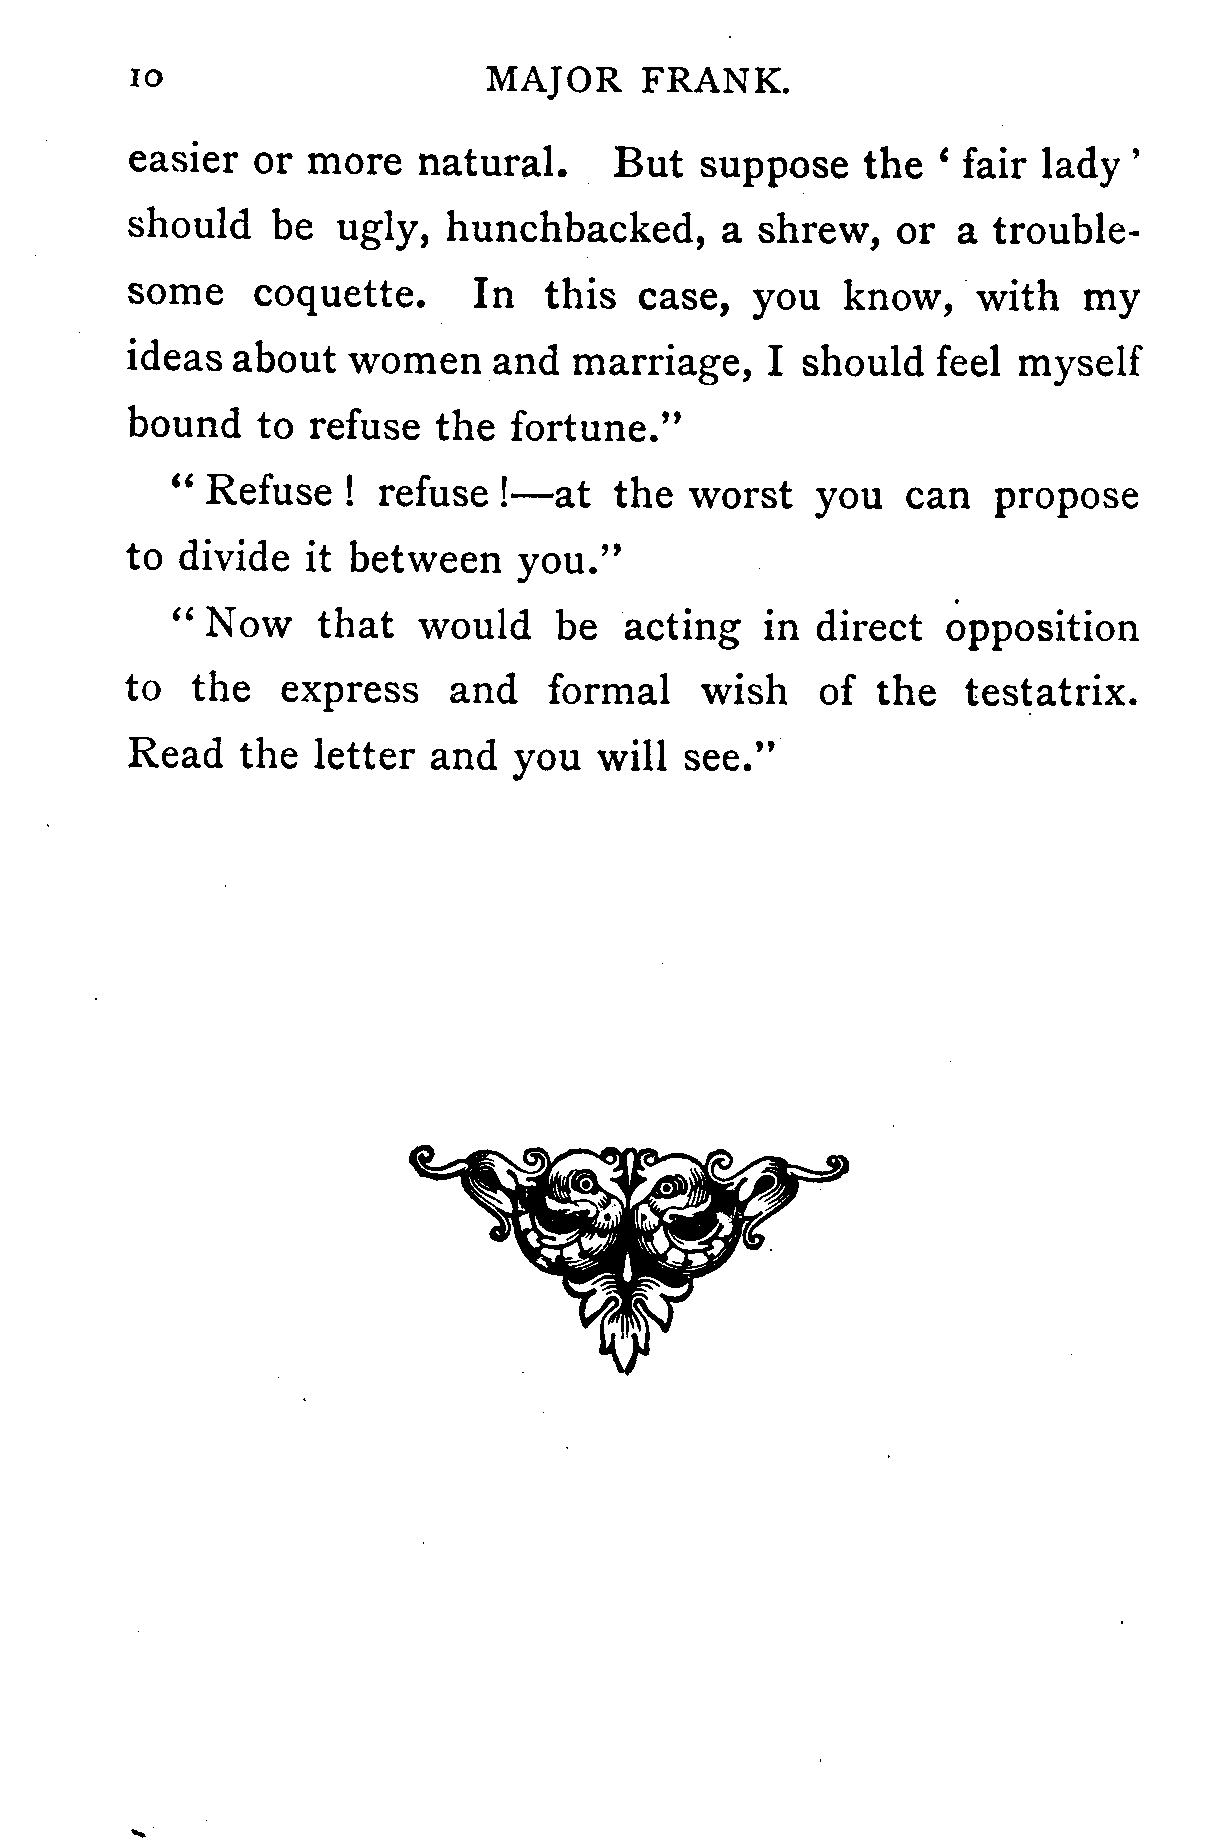 10 MAJOR FRANK.
easier or more natural. But suppose the ‘ fair lady ’
should be ugly, hunchbacked, a shrew, or a trouble-
some coquette. In this case, you know, with my
ideas about women and marriage, I should feel myself
bound to refuse the fortune.”
“ Refuse ! refuse !—at the worst you can propose
to divide it between you.”
“ Now that would be acting in direct opposition
to the express and formal wish of the testatrix.
Read the letter and you will see.”